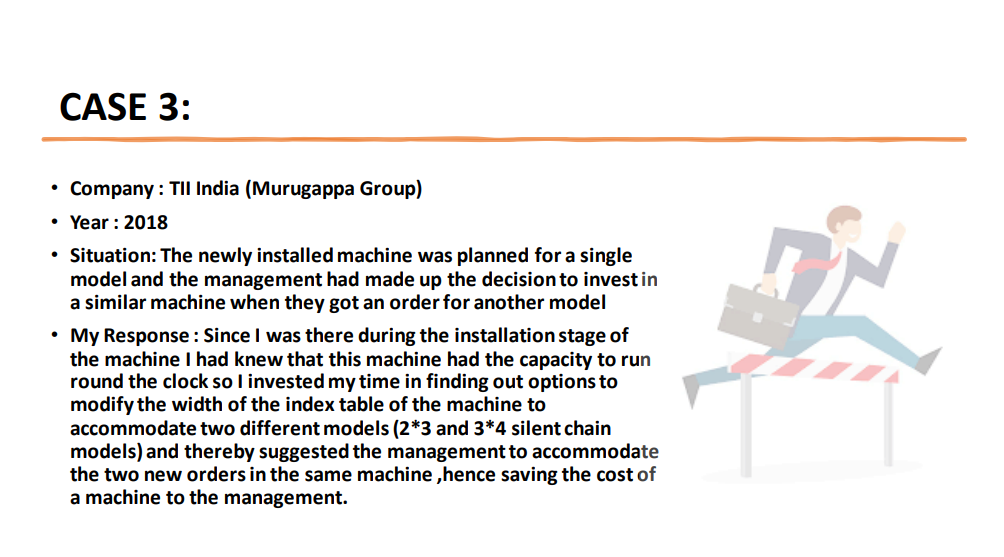 CASE 3:
• Company : TII India (Murugappa Group)
• Year : 2018
• Situation: The newly installed machine was planned for a single
model and the management had made up the decision to invest in
a similar machine when they got an order for another model
• My Response : Since I was there during the installation stage of
the machine I had knew that this machine had the capacity to run
round the clock so I invested my time in finding out options to
modify the width of the index table of the machine to
accommodate two different models (2*3 and 3*4 silent chain
models) and thereby suggested the management to accommodate
the two new orders in the same machine ,hence saving the cost of
a machine to the management.